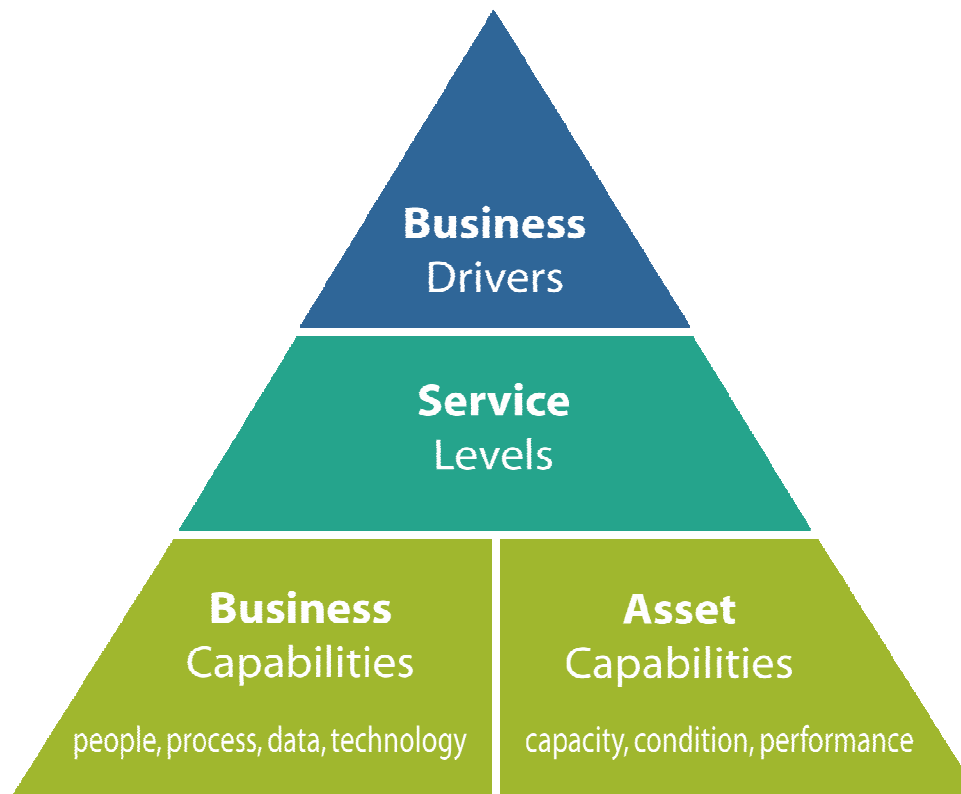 Business
Drivers
Service
Levels
Business
Capabilities
people, process, data, technology
Asset
Capabilities
capacity, condition, performance